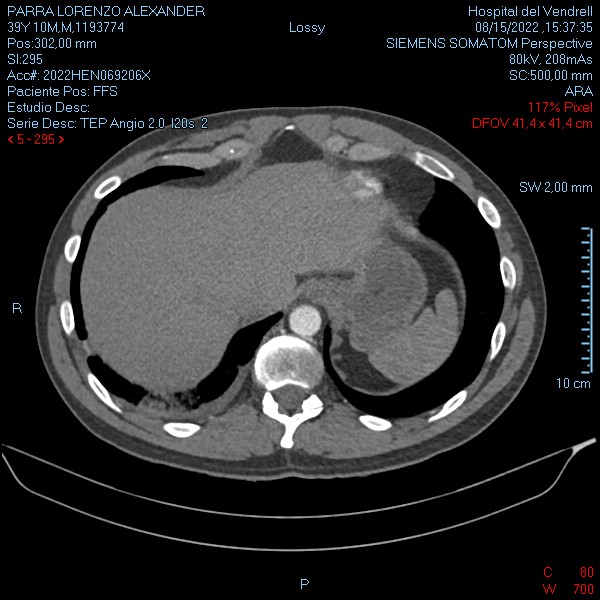 PARRA LORENZO ALEXANDER
39Y 10M,M,1193774
Pos:302,00 mm
SI:295
Acc#: 2022HEN069206X
Paciente Pos: FFS
Estudio Desc:
Serie Desc: TEP Angio 2.0 I20s 2
< 5 - 295 >
Lossy
Hospital del Vendrell
08/15/2022 ,15:37:35
SIEMENS SOMATOM Perspective
80kV, 208mAs
SC:500,00 mm
ARA
117% Pixel
DFOV 41,4 x 41,4 cm
SW 2,00 mm
R
10 cm
P
C 80
W 700